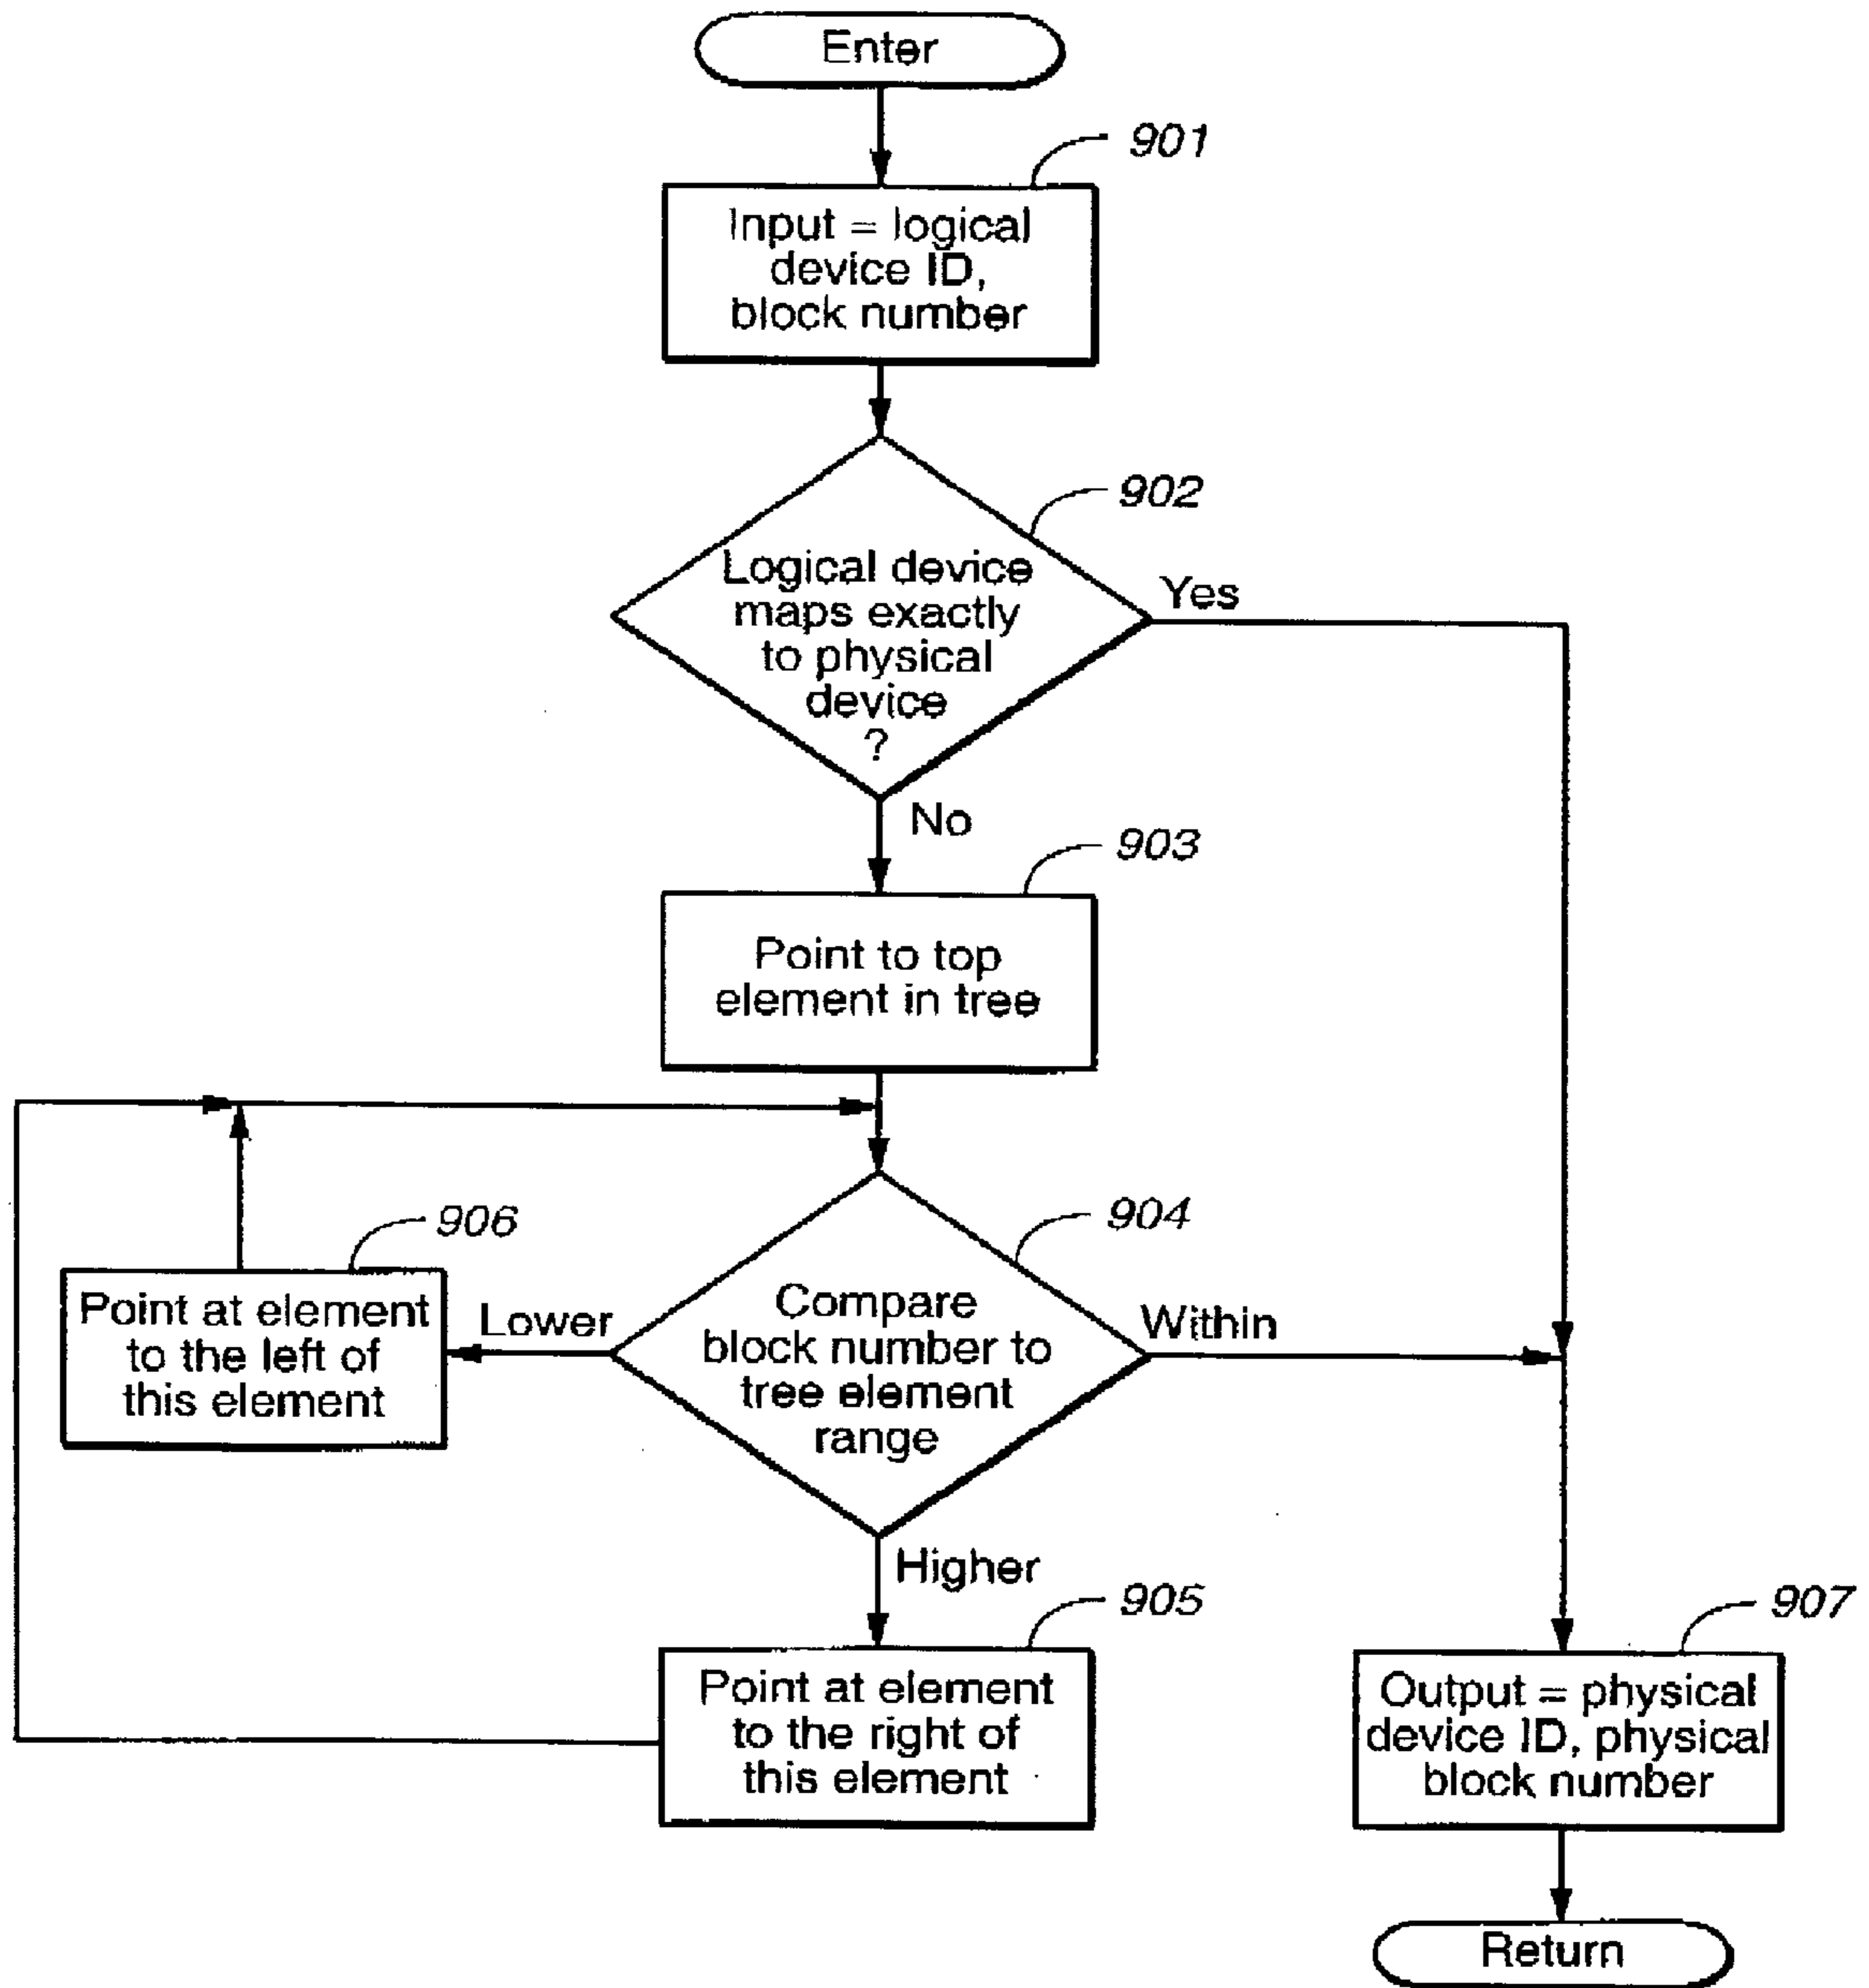 Enter
901
Input = logical
device ID,
block number
902
Logical device
maps exactly
to physical
device
?
Yes
No
903
Point to top
element in tree
904
Compare
block number to
tree element
range
Lower
Within
Higher
906
Point at element
to the left of
this element
905
Point at element
to the right of
this element
907
Output = physical
device ID, physical
block number
Return